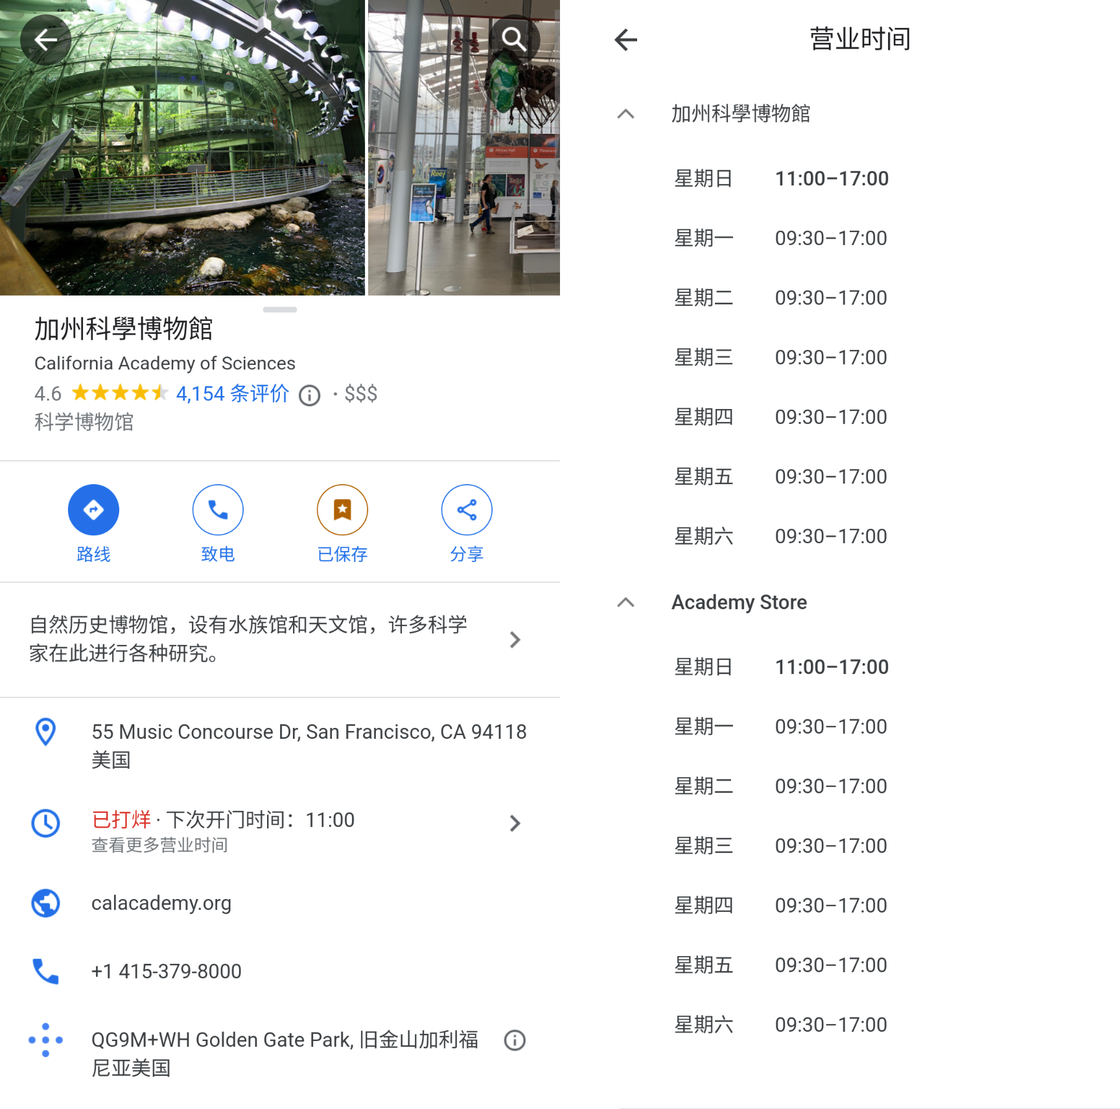 加州科學博物館
California Academy of Sciences
4.6 4,154 条评价 · $$$
科学博物馆
路线
致电
已保存
分享
自然历史博物馆，设有水族馆和天文馆，许多科学
家在此进行各种研究。
55 Music Concourse Dr, San Francisco, CA 94118
美国
已打烊 · 下次开门时间：11:00
查看更多营业时间
calacademy.org
+1 415-379-8000
QG9M+WH Golden Gate Park, 旧金山加利福
尼亚美国
营业时间
加州科學博物館
星期日 11:00–17:00
星期一 09:30–17:00
星期二 09:30–17:00
星期三 09:30–17:00
星期四 09:30–17:00
星期五 09:30–17:00
星期六 09:30–17:00
Academy Store
星期日 11:00–17:00
星期一 09:30–17:00
星期二 09:30–17:00
星期三 09:30–17:00
星期四 09:30–17:00
星期五 09:30–17:00
星期六 09:30–17:00